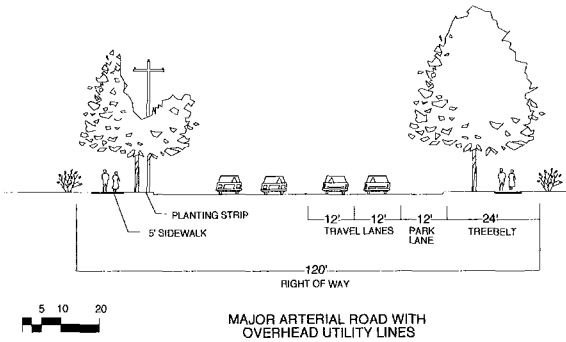 PLANTING STRIP
5' SIDEWALK
12' 12' 12' 24'
TRAVEL LANES PARK LANE TREEBELT
120'
RIGHT OF WAY
5 10 20
MAJOR ARTERIAL ROAD WITH
OVERHEAD UTILITY LINES